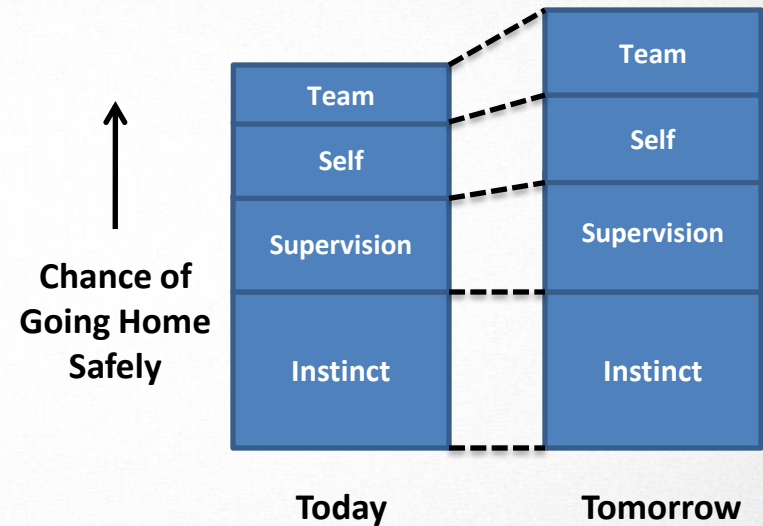 Team
Self
Supervision
Instinct
Team
Self
Supervision
Instinct
Chance of
Going Home
Safely
Today
Tomorrow